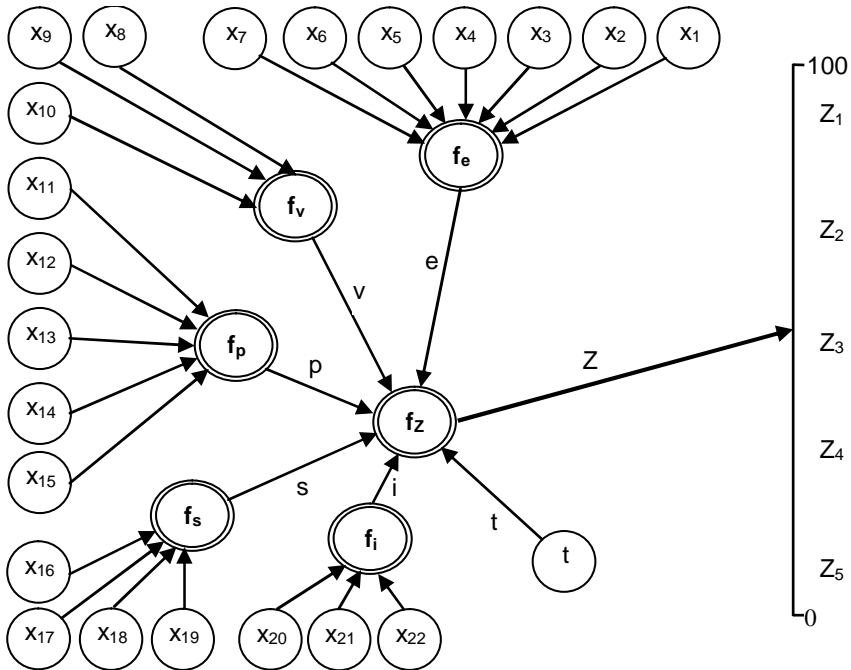 x9 x8 x7 x6 x5 x4 x3 x2 x1
100
x10
Z1
fe
x11
fv
Z2
x12
e
v
x13
fp
Z3
p
Z
x14
fZ
Z4
x15
s
i
fs
t
fi
t
x16
Z5
0
x17 x18 x19 x20 x21 x22